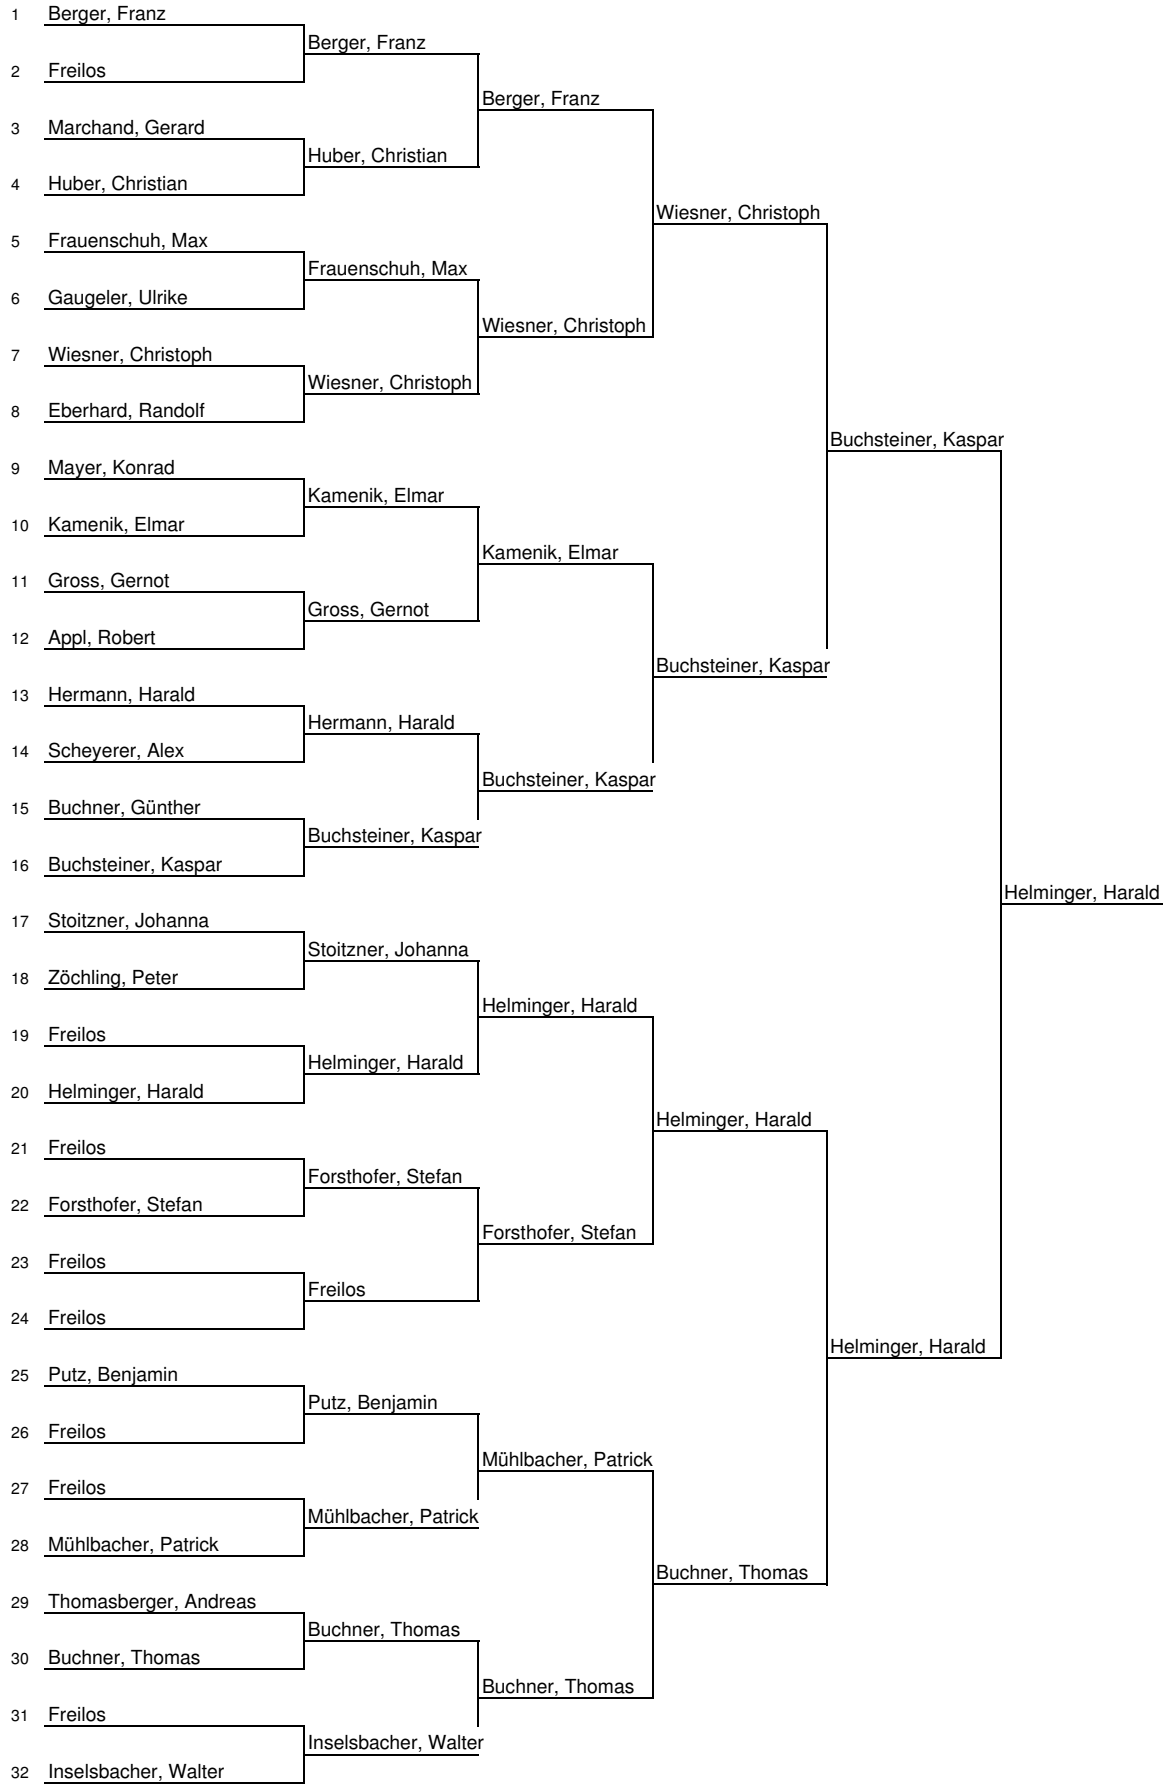 1 Berger, Franz
Berger, Franz
2 Freilos
Berger, Franz
3 Marchand, Gerard
Huber, Christian
4 Huber, Christian
Wiesner, Christoph
5 Frauenschuh, Max
Frauenschuh, Max
6 Gaugeler, Ulrike
Wiesner, Christoph
7 Wiesner, Christoph
Wiesner, Christoph
8 Eberhard, Randolf
Buchsteiner, Kaspar
9 Mayer, Konrad
Kamenik, Elmar
10 Kamenik, Elmar
Kamenik, Elmar
11 Gross, Gernot
Gross, Gernot
12 Appl, Robert
Buchsteiner, Kaspar
13 Hermann, Harald
Hermann, Harald
14 Scheyerer, Alex
Buchsteiner, Kaspar
15 Buchner, Günther
Buchsteiner, Kaspar
16 Buchsteiner, Kaspar
Helminger, Harald
17 Stoitzner, Johanna
Stoitzner, Johanna
18 Zöchling, Peter
Helminger, Harald
19 Freilos
Helminger, Harald
20 Helminger, Harald
Helminger, Harald
21 Freilos
Forsthofer, Stefan
22 Forsthofer, Stefan
Forsthofer, Stefan
23 Freilos
Freilos
24 Freilos
Helminger, Harald
25 Putz, Benjamin
Putz, Benjamin
26 Freilos
Mühlbacher, Patrick
27 Freilos
Mühlbacher, Patrick
28 Mühlbacher, Patrick
Buchner, Thomas
29 Thomasberger, Andreas
Buchner, Thomas
30 Buchner, Thomas
Buchner, Thomas
31 Freilos
Inselsbacher, Walter
32 Inselsbacher, Walter